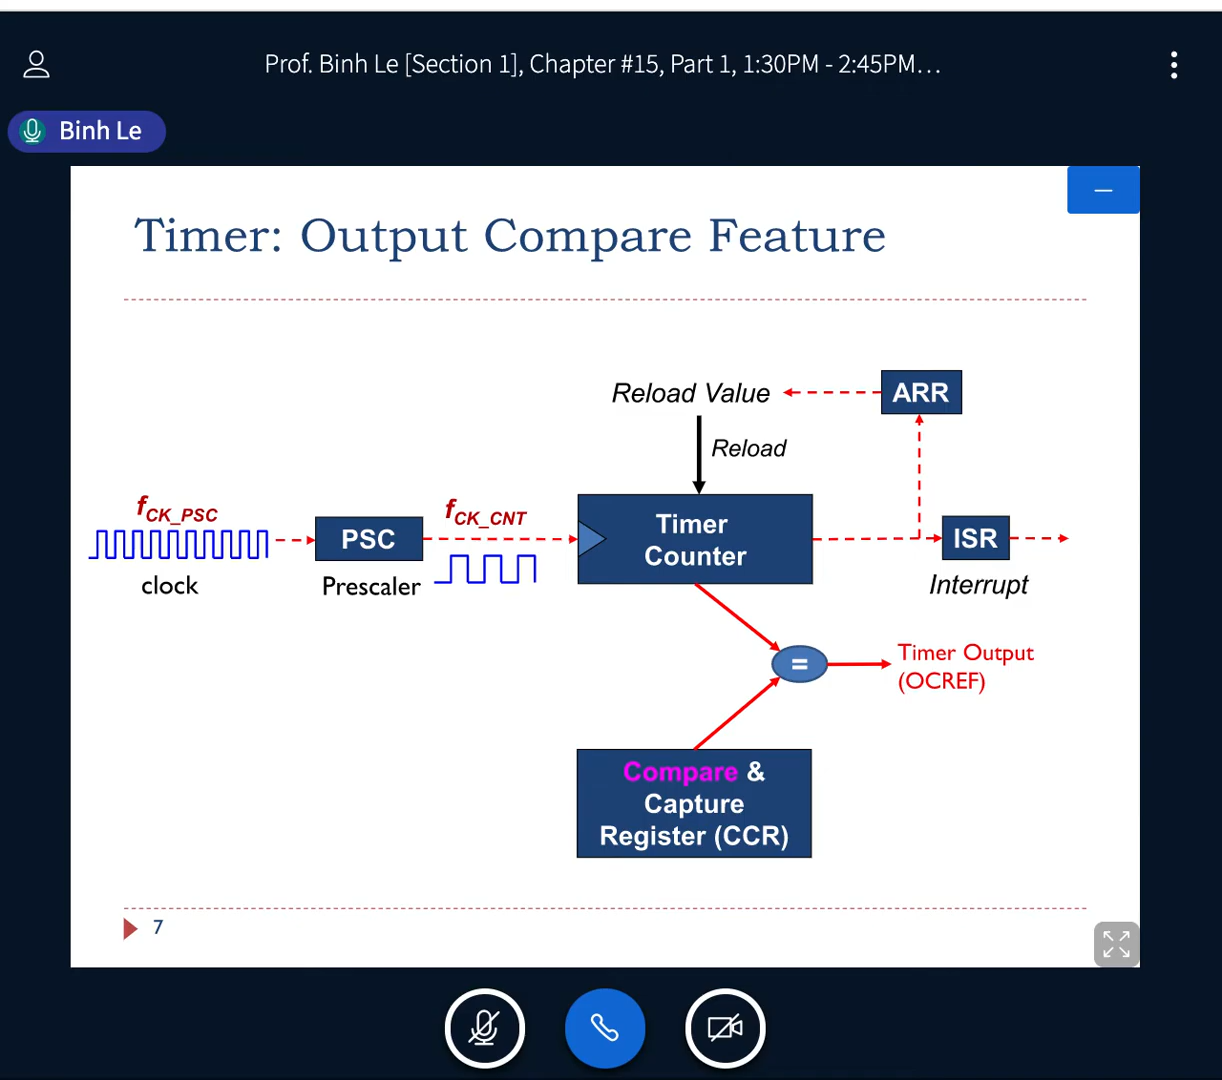 Prof. Binh Le [Section 1], Chapter #15, Part 1, 1:30PM - 2:45PM...
Binh Le
Timer: Output Compare Feature
Reload Value
ARR
Reload
fCK_PSC
fCK_CNT
PSC
Timer
Counter
ISR
clock
Prescaler
Interrupt
=
Timer Output
(OCREF)
Compare &
Capture
Register (CCR)
7